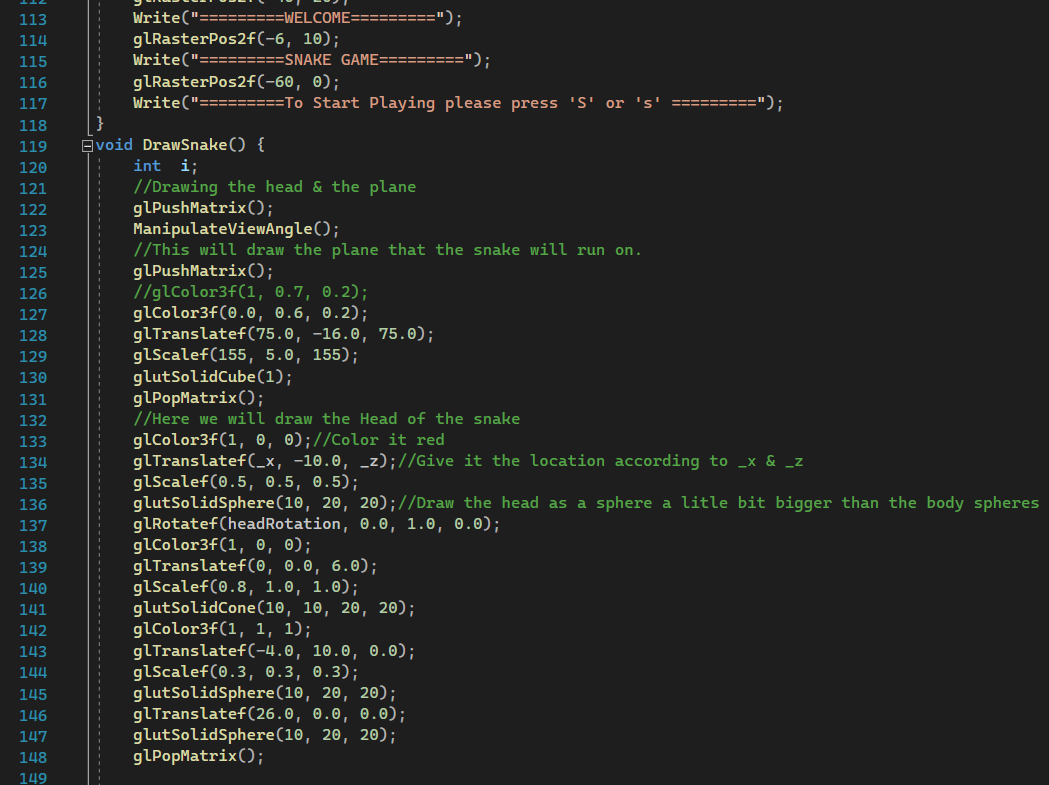 112 glRasterPos2f(-40, 20);
113 Write("=========WELCOME=========");
114 glRasterPos2f(-6, 10);
115 Write("=========SNAKE GAME=========");
116 glRasterPos2f(-60, 0);
117 Write("=========To Start Playing please press 'S' or 's' =========");
118 }
119 void DrawSnake() {
120 int  i;
121 //Drawing the head & the plane
122 glPushMatrix();
123 ManipulateViewAngle();
124 //This will draw the plane that the snake will run on.
125 glPushMatrix();
126 //glColor3f(1, 0.7, 0.2);
127 glColor3f(0.0, 0.6, 0.2);
128 glTranslatef(75.0, -16.0, 75.0);
129 glScalef(155, 5.0, 155);
130 glutSolidCube(1);
131 glPopMatrix();
132 //Here we will draw the Head of the snake
133 glColor3f(1, 0, 0);//Color it red
134 glTranslatef(_x, -10.0, _z);//Give it the location according to _x & _z
135 glScalef(0.5, 0.5, 0.5);
136 glutSolidSphere(10, 20, 20);//Draw the head as a sphere a litle bit bigger than the body spheres
137 glRotatef(headRotation, 0.0, 1.0, 0.0);
138 glColor3f(1, 0, 0);
139 glTranslatef(0, 0.0, 6.0);
140 glScalef(0.8, 1.0, 1.0);
141 glutSolidCone(10, 10, 20, 20);
142 glColor3f(1, 1, 1);
143 glTranslatef(-4.0, 10.0, 0.0);
144 glScalef(0.3, 0.3, 0.3);
145 glutSolidSphere(10, 20, 20);
146 glTranslatef(26.0, 0.0, 0.0);
147 glutSolidSphere(10, 20, 20);
148 glPopMatrix();
149